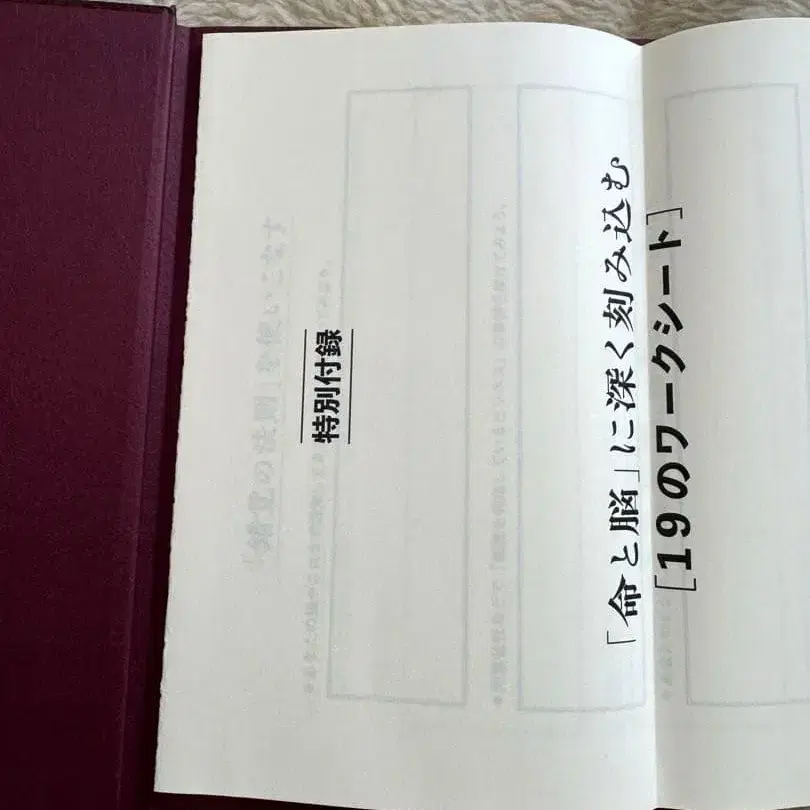 特別付録
「命と脳」に深く刻み込む
[19のワークシート]